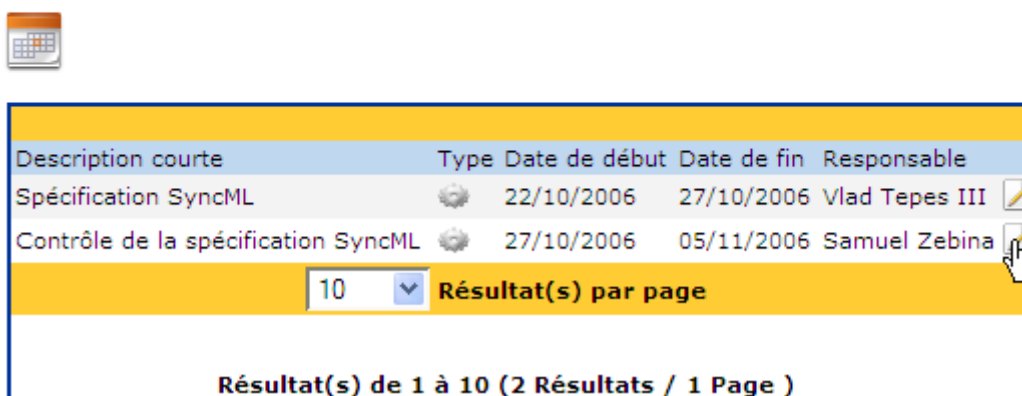 Description courte Type Date de début Date de fin Responsable
Spécification SyncML 22/10/2006 27/10/2006 Vlad Tepes III
Contrôle de la spécification SyncML 27/10/2006 05/11/2006 Samuel Zebina
10 Résultat(s) par page
Résultat(s) de 1 à 10 (2 Résultats / 1 Page )